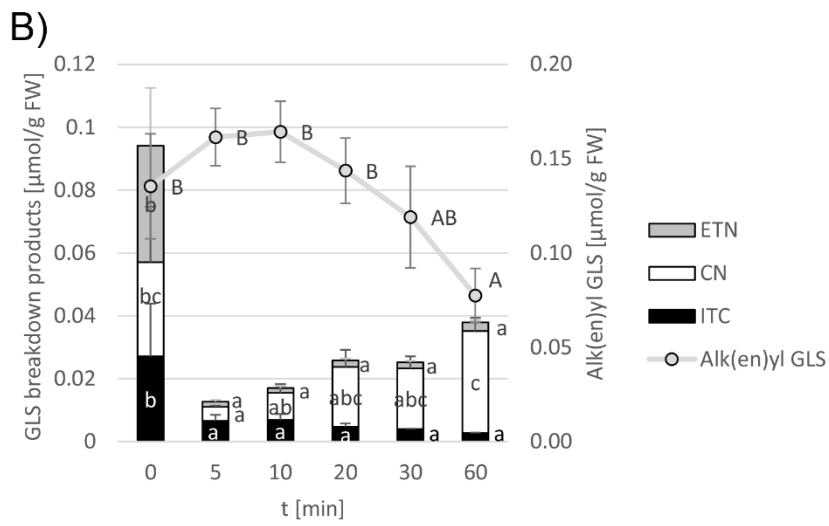 B)
GLS breakdown products [µmol/g FW]
0.12
0.1
0.08
0.06
0.04
0.02
0
Alk(en)yl GLS [µmol/g FW]
0.20
0.15
0.10
0.05
0.00
B
B
B
B
AB
A
b
bc
b
a
a
a
a
ab
a
a
abc
a
a
abc
a
a
c
a
0
5
10
20
30
60
t [min]
ETN
CN
ITC
Alk(en)yl GLS